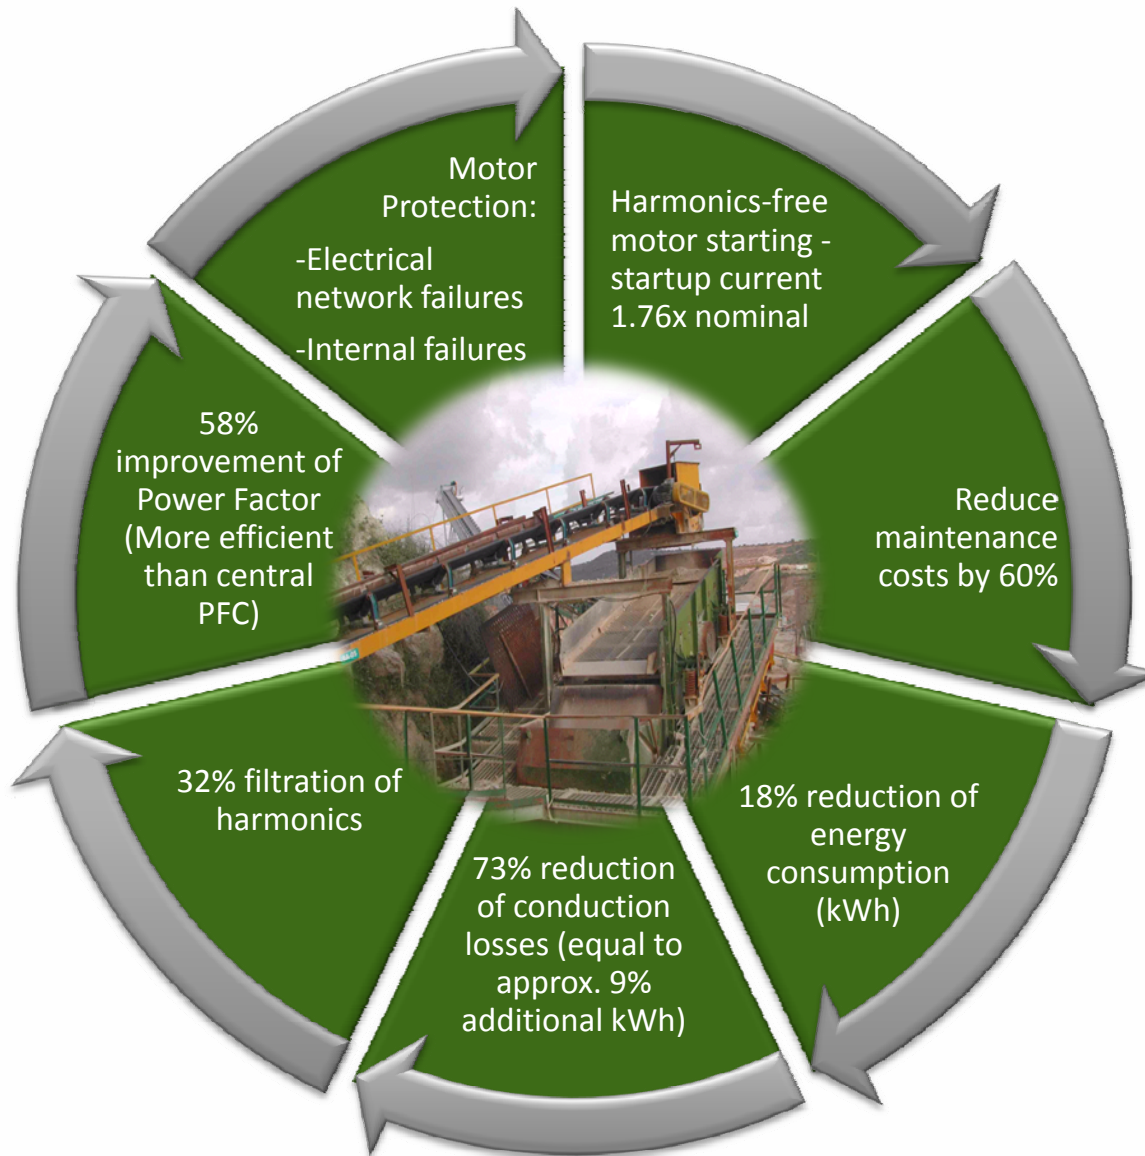 Motor
Protection:
-Electrical
network failures
-Internal failures
Harmonics-free
motor starting -
startup current
1.76x nominal
Reduce
maintenance
costs by 60%
18% reduction of
energy
consumption
(kWh)
73% reduction
of conduction
losses (equal to
approx. 9%
additional kWh)
32% filtration of
harmonics
58%
improvement of
Power Factor
(More efficient
than central
PFC)